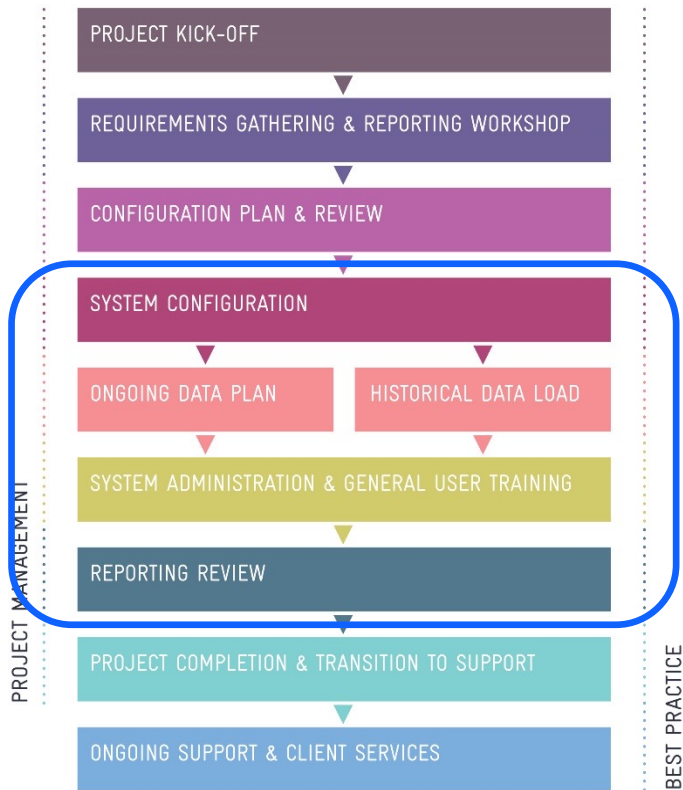 PROJECT KICK-OFF
REQUIREMENTS GATHERING & REPORTING WORKSHOP
CONFIGURATION PLAN & REVIEW
SYSTEM CONFIGURATION
ONGOING DATA PLAN
HISTORICAL DATA LOAD
SYSTEM ADMINISTRATION & GENERAL USER TRAINING
REPORTING REVIEW
PROJECT COMPLETION & TRANSITION TO SUPPORT
ONGOING SUPPORT & CLIENT SERVICES
PROJECT MANAGEMENT
BEST PRACTICE